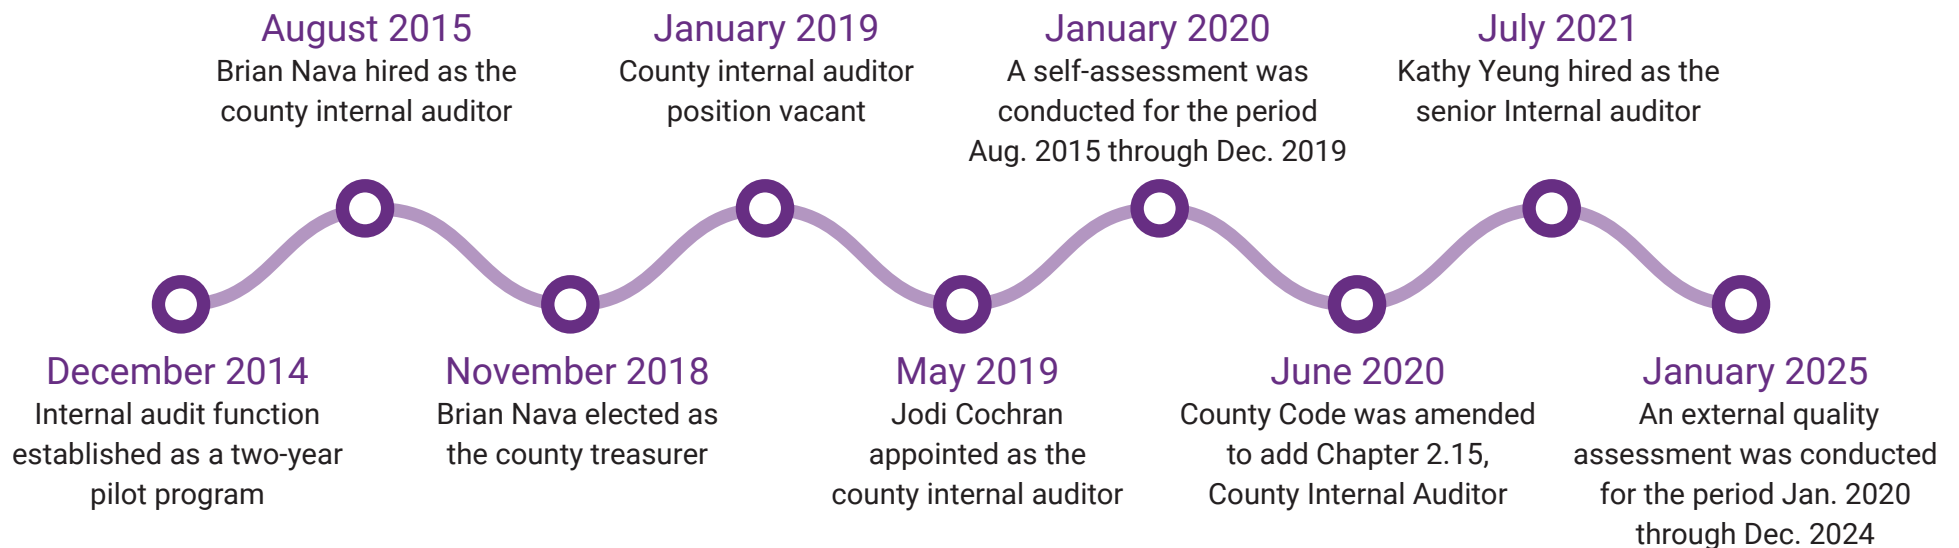 August 2015
Brian Nava hired as the
county internal auditor
January 2019
County internal auditor
position vacant
January 2020
A self-assessment was
conducted for the period
Aug. 2015 through Dec. 2019
July 2021
Kathy Yeung hired as the
senior Internal auditor
December 2014
Internal audit function
established as a two-year
pilot program
November 2018
Brian Nava elected as
the county treasurer
May 2019
Jodi Cochran
appointed as the
county internal auditor
June 2020
County Code was amended
to add Chapter 2.15,
County Internal Auditor
January 2025
An external quality
assessment was conducted
for the period Jan. 2020
through Dec. 2024